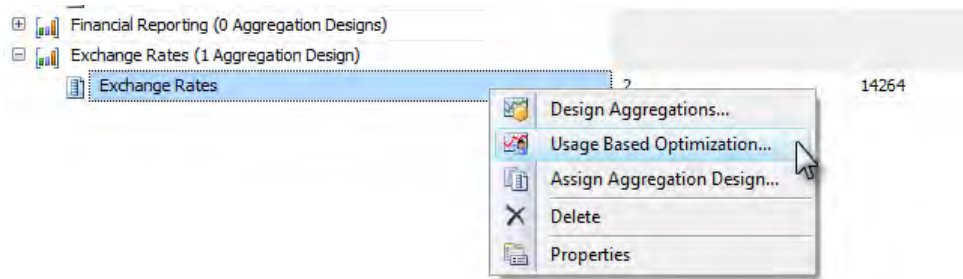 Financial Reporting (0 Aggregation Designs)
Exchange Rates (1 Aggregation Design)
Exchange Rates 2 14264
Design Aggregations...
Usage Based Optimization...
Assign Aggregation Design...
Delete
Properties